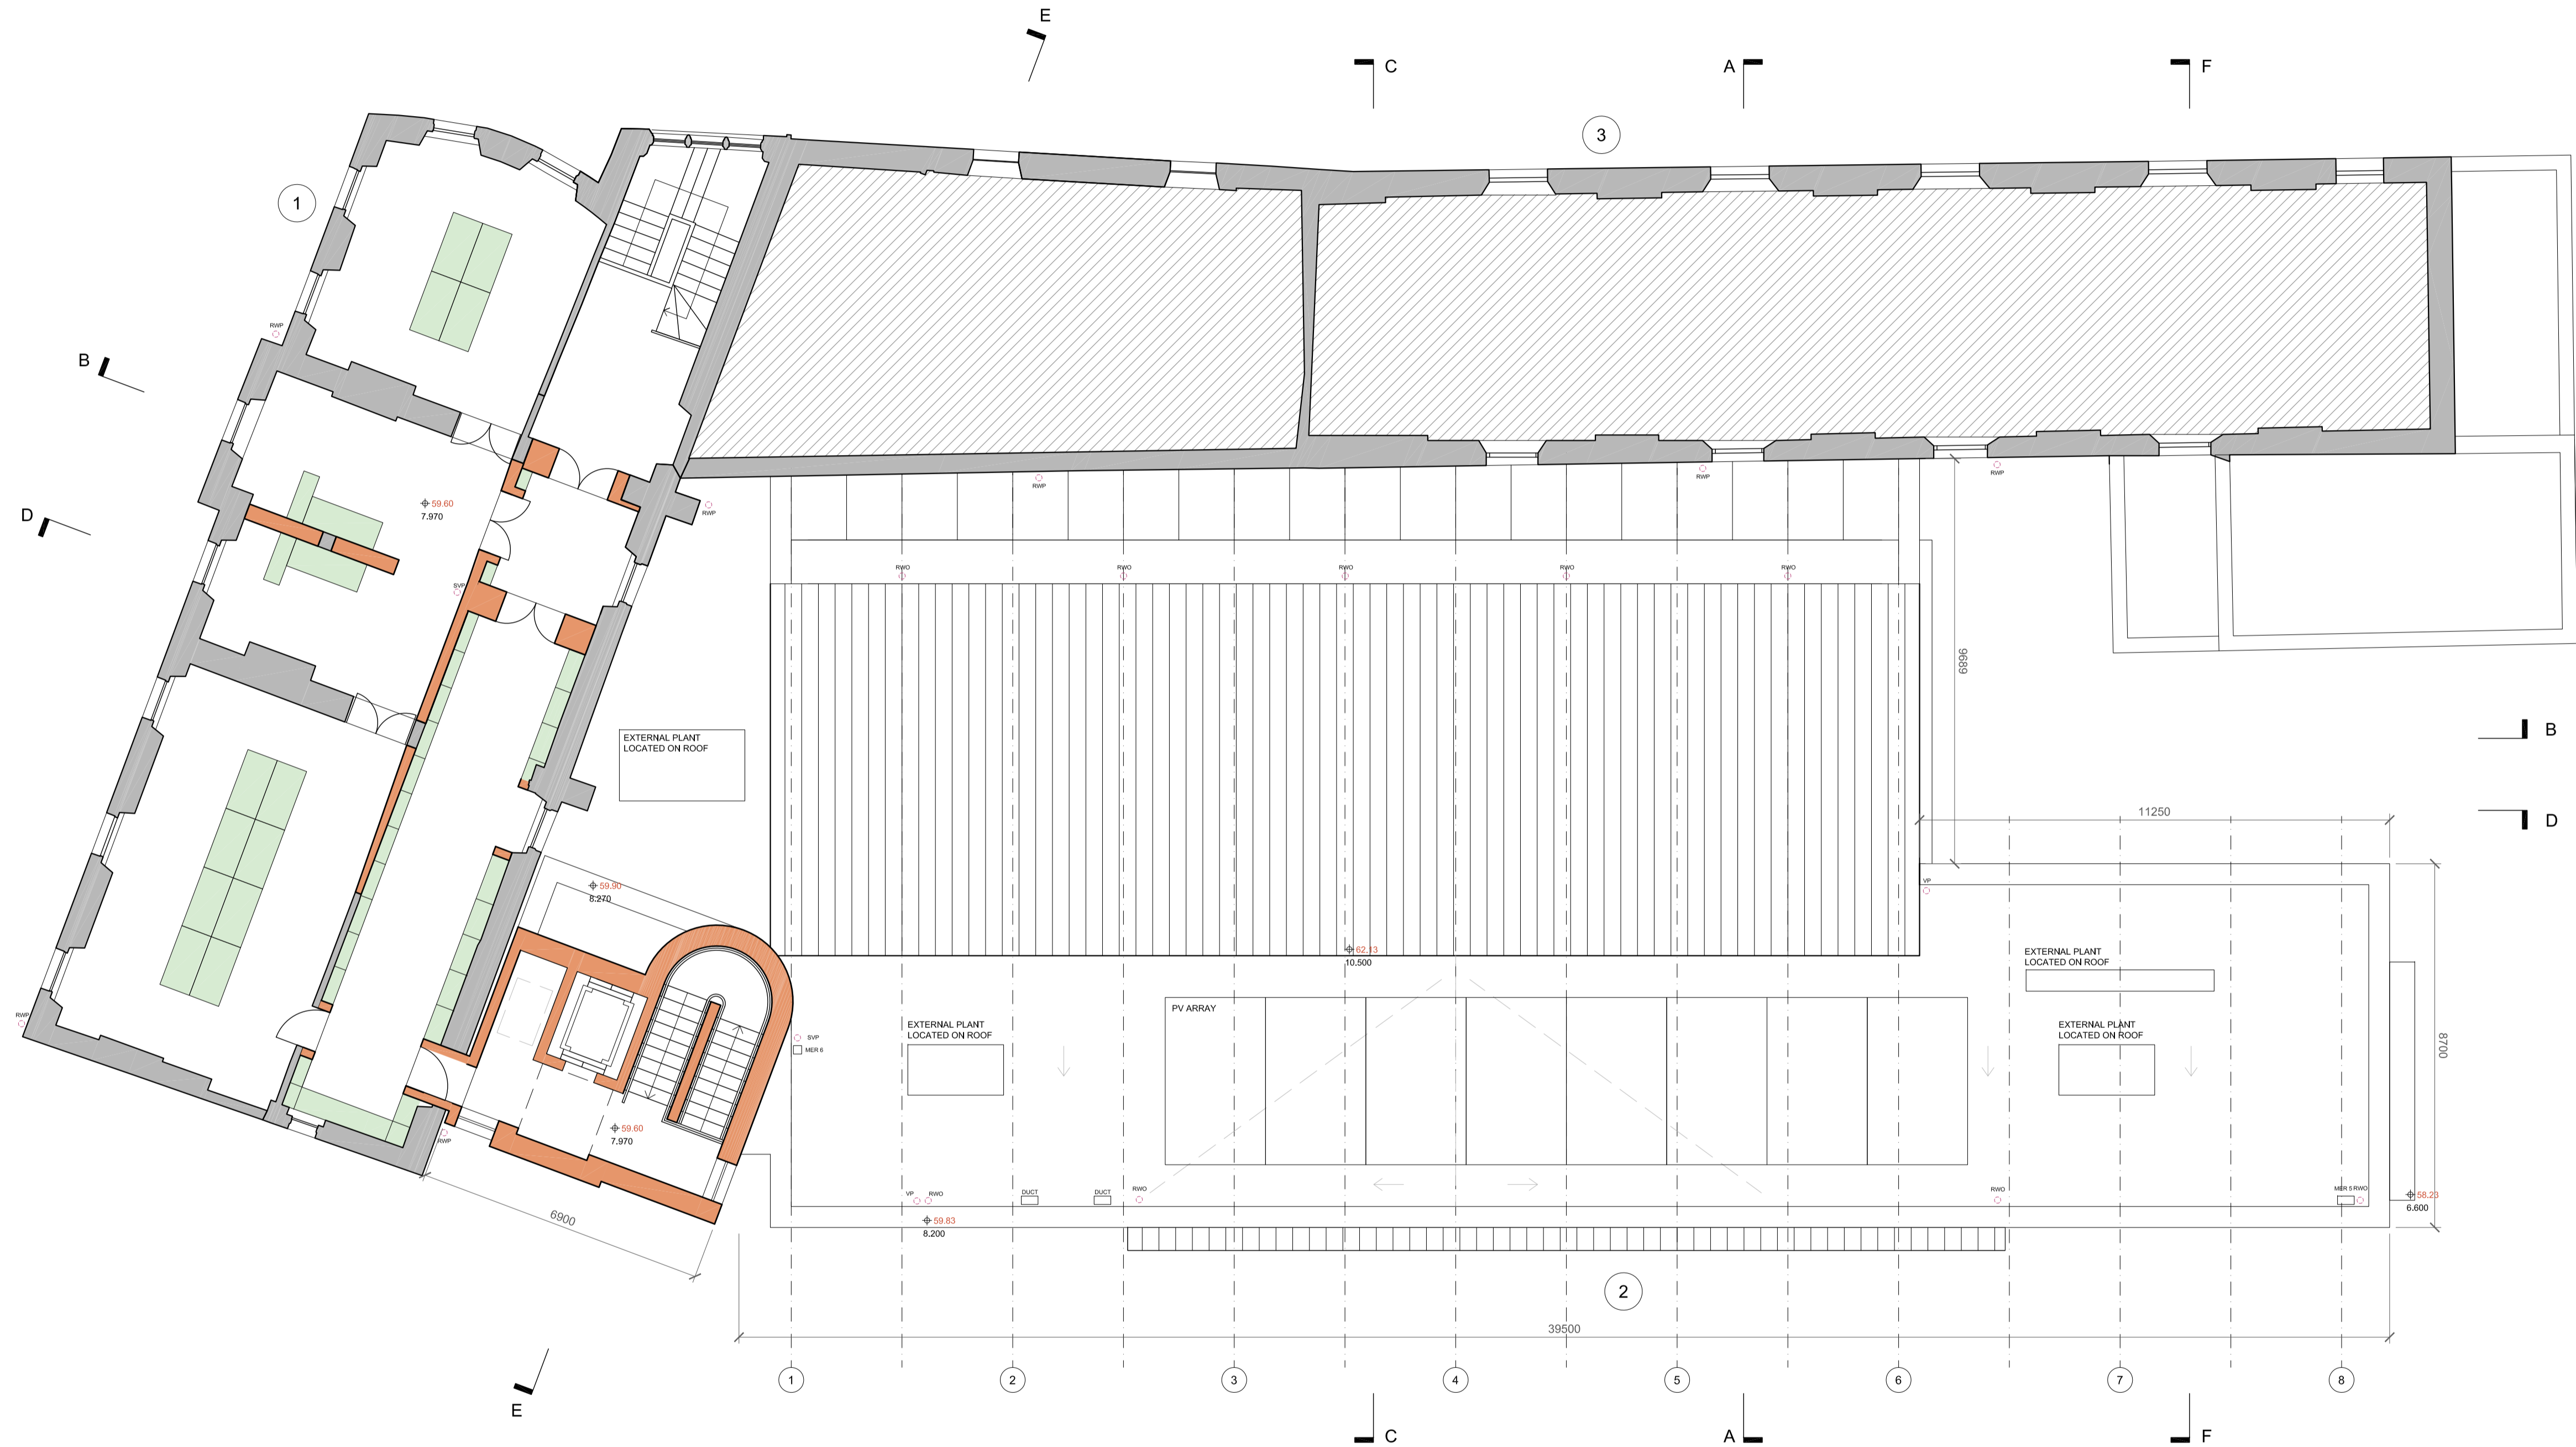 E
C
A
F
3
1
RWP
B
59.60
7.970
D
RWP
RWP
RWP
RWP
SVP
RWO
RWO
RWO
RWO
RWO
9689
EXTERNAL PLANT
LOCATED ON ROOF
B
11250
D
59.90
8.270
VP
62.13
10.500
EXTERNAL PLANT
LOCATED ON ROOF
PV ARRAY
EXTERNAL PLANT
LOCATED ON ROOF
EXTERNAL PLANT
LOCATED ON ROOF
RWP
SVP
MER 6
8700
59.60
7.970
RWP
VP
RWO
DUCT
DUCT
RWO
RWO
MER 5
RWO
58.23
6.600
59.83
8.200
6900
2
39500
1
2
3
4
5
6
7
8
E
C
A
F